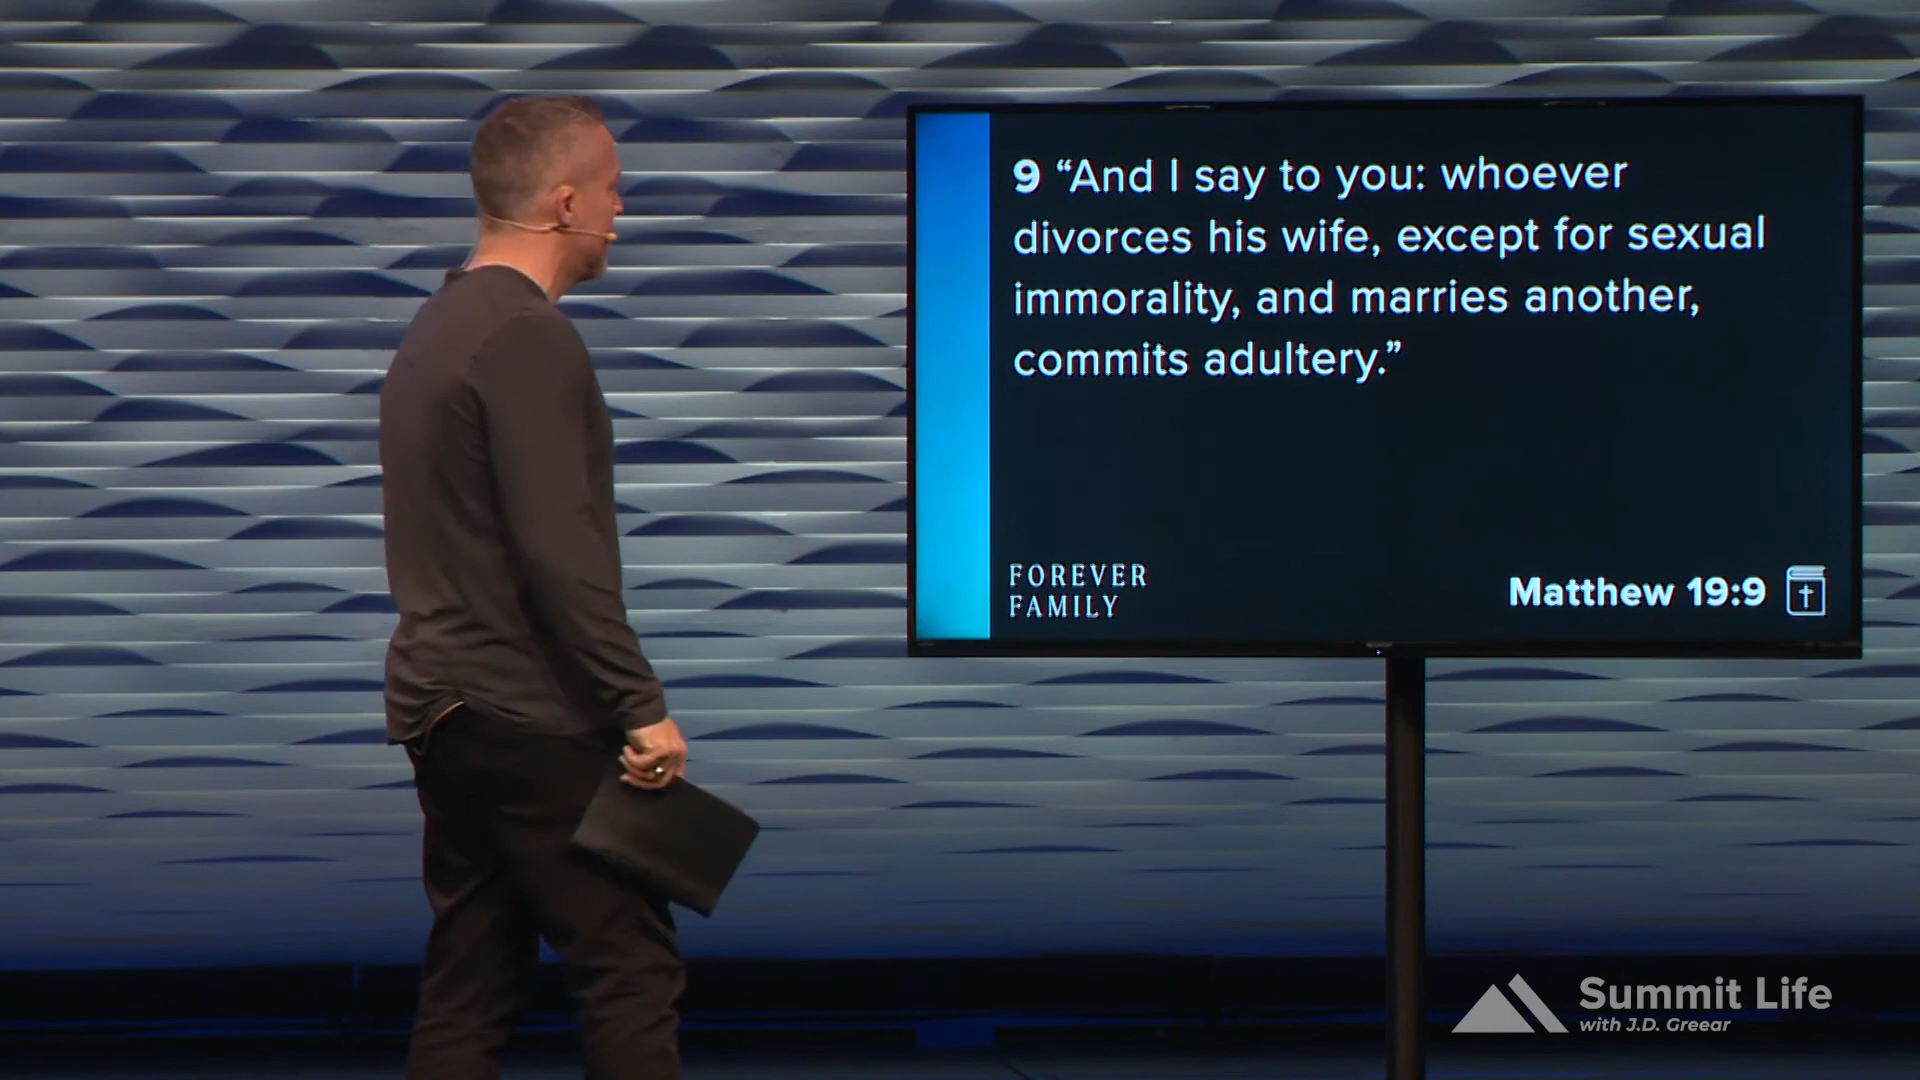 9 “And I say to you: whoever
divorces his wife, except for sexual
immorality, and marries another,
commits adultery.”
FOREVER
FAMILY
Matthew 19:9
Summit Life
with J.D. Greear